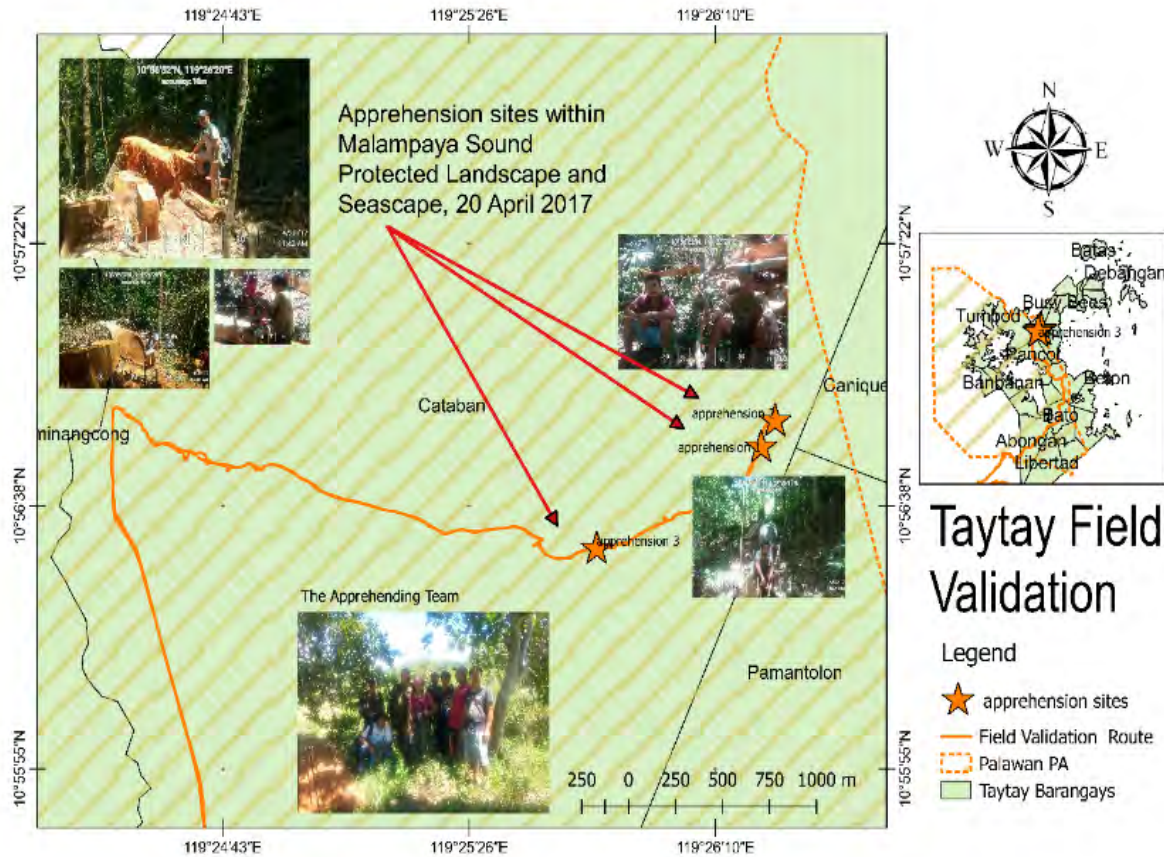 119°24'43"E
119°25'26"E
119°26'10"E
10°57'22"N
10°56'38"N
10°55'55"N
Apprehension sites within
Malampaya Sound
Protected Landscape and
Seascape, 20 April 2017
minangcong
Cataban
Canique
Pamantolon
apprehension
apprehension
apprehension 3
The Apprehending Team
250 0 250 500 750 1000 m
10°57'22"N
10°56'38"N
10°55'55"N
119°24'43"E
119°25'26"E
119°26'10"E
N
W
E
S
Batas
Debangan
Busy Bees
Tumbod
apprehension 3
Pancol
Banbanan
Beton
Bato
Abongan
Libertad
Taytay Field
Validation
Legend
apprehension sites
Field Validation Route
Palawan PA
Taytay Barangays